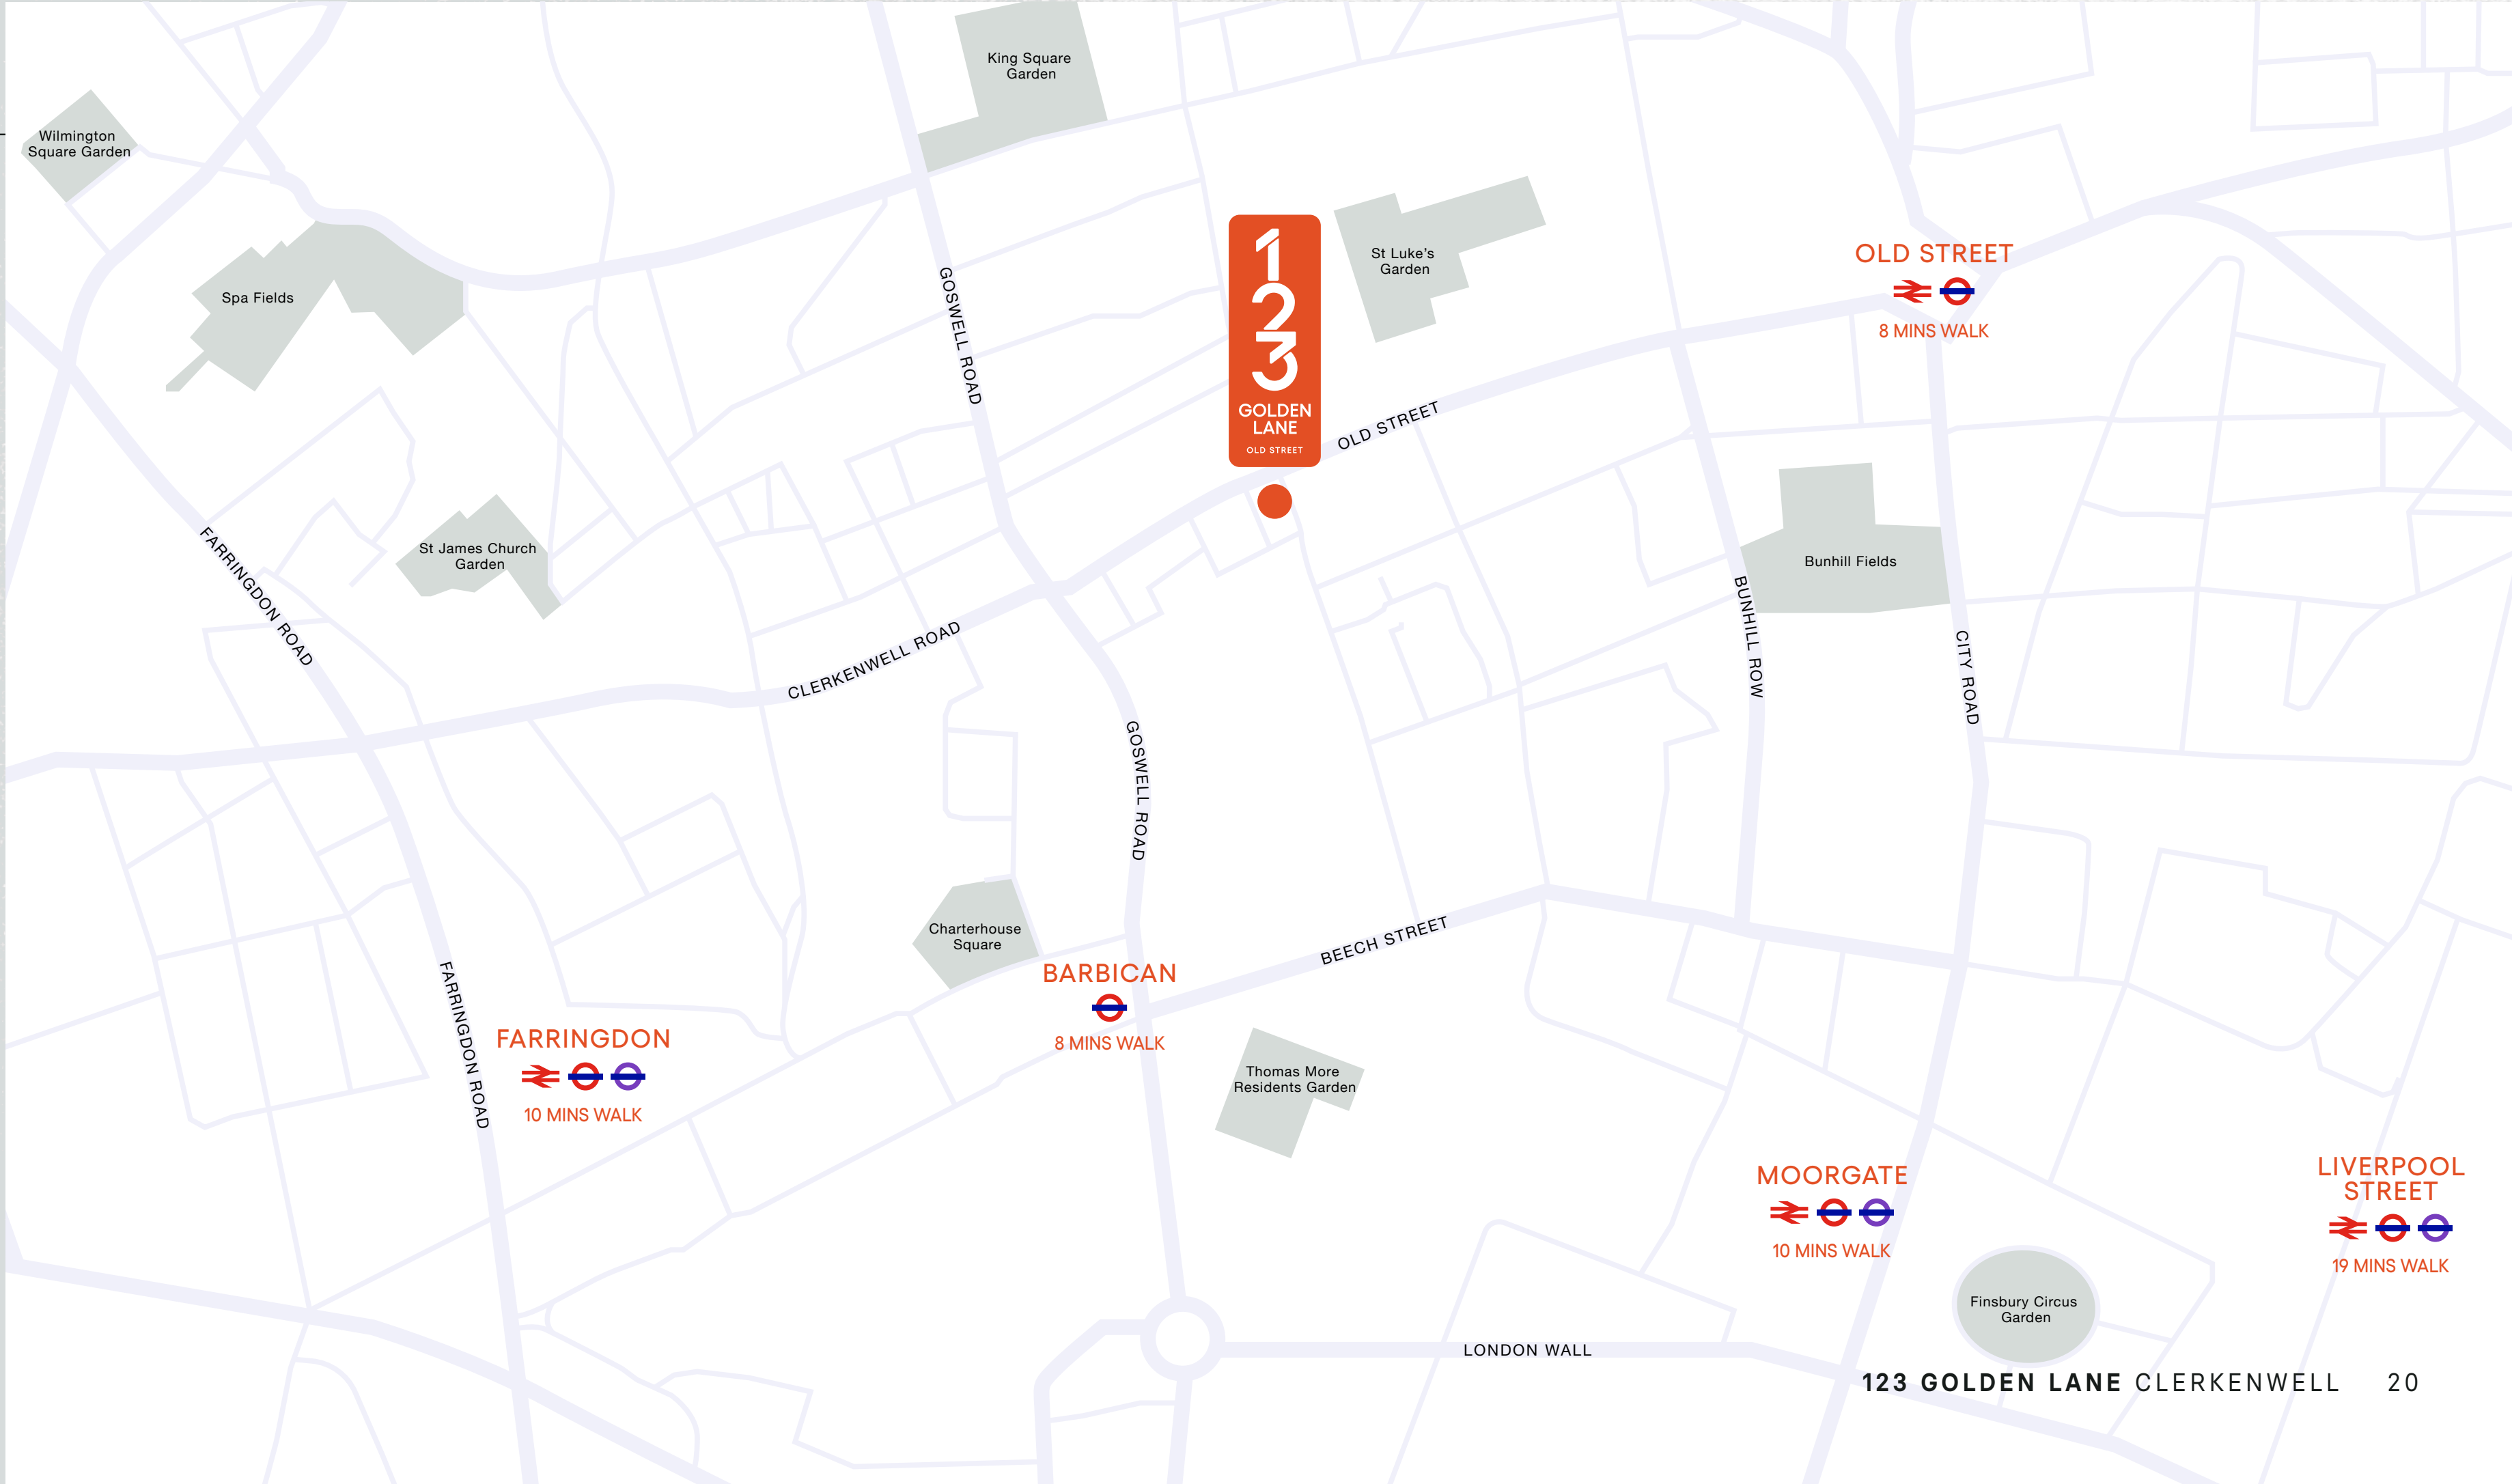 King Square
Garden
Wilmington
Square Garden
St Luke's
Garden
OLD STREET
8 MINS WALK
Spa Fields
GOSWELL ROAD
1
2
3
GOLDEN
LANE
OLD STREET
OLD STREET
St James Church
Garden
Bunhill Fields
FARRINGDON ROAD
BUNHILL ROW
CITY ROAD
CLERKENWELL ROAD
GOSWELL ROAD
Charterhouse
Square
BEECH STREET
BARBICAN
8 MINS WALK
FARRINGDON ROAD
FARRINGDON
10 MINS WALK
Thomas More
Residents Garden
MOORGATE
10 MINS WALK
LIVERPOOL
STREET
19 MINS WALK
Finsbury Circus
Garden
LONDON WALL
123 GOLDEN LANE CLERKENWELL 20